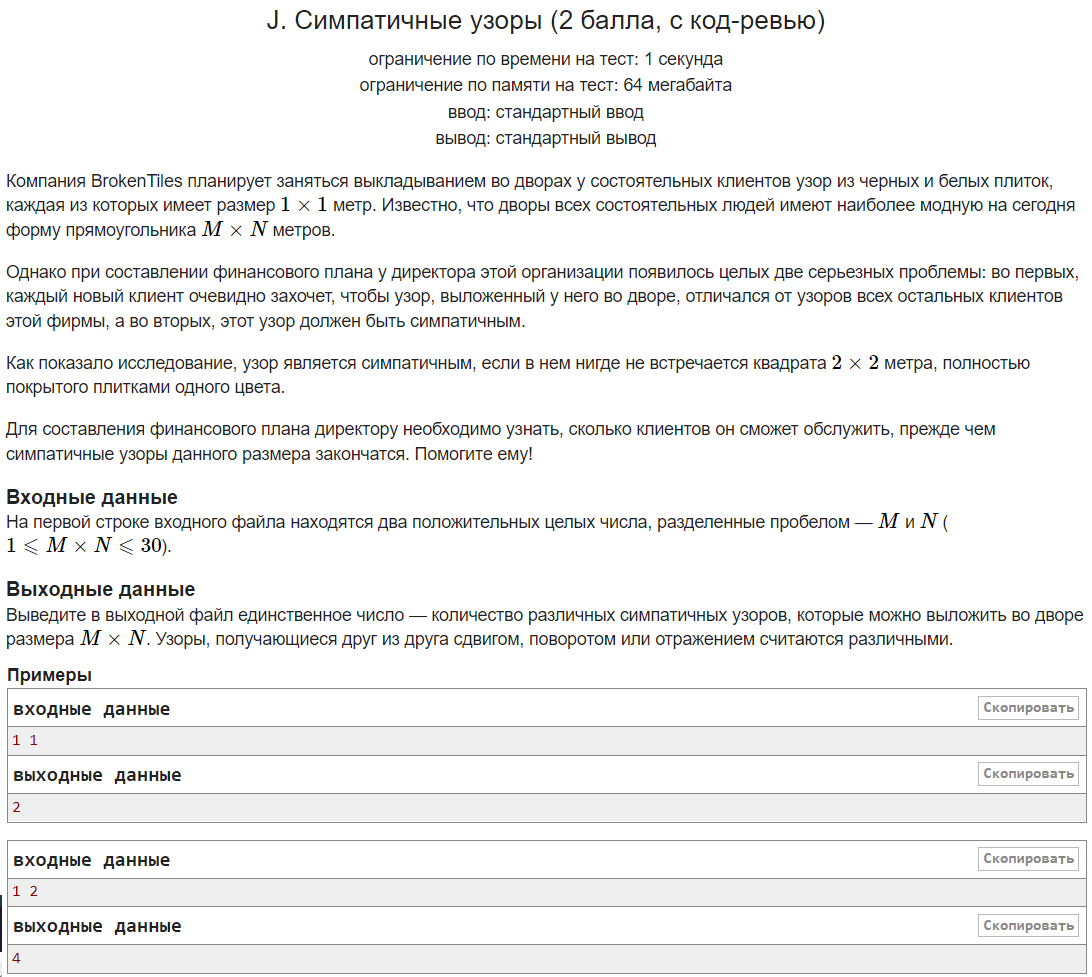 J. Симпатичные узоры (2 балла, с код-ревью)
ограничение по времени на тест: 1 секунда
ограничение по памяти на тест: 64 мегабайта
ввод: стандартный ввод
вывод: стандартный вывод
Компания BrokenTiles планирует заняться выкладыванием во дворах у состоятельных клиентов узор из черных и белых плиток,
каждая из которых имеет размер 1 × 1 метр. Известно, что дворы всех состоятельных людей имеют наиболее модную на сегодня
форму прямоугольника M × N метров.
Однако при составлении финансового плана у директора этой организации появилось целых две серьезных проблемы: во первых,
каждый новый клиент очевидно захочет, чтобы узор, выложенный у него во дворе, отличался от узоров всех остальных клиентов
этой фирмы, а во вторых, этот узор должен быть симпатичным.
Как показало исследование, узор является симпатичным, если в нем нигде не встречается квадрата 2 × 2 метра, полностью
покрытого плитками одного цвета.
Для составления финансового плана директору необходимо узнать, сколько клиентов он сможет обслужить, прежде чем
симпатичные узоры данного размера закончатся. Помогите ему!
Входные данные
На первой строке входного файла находятся два положительных целых числа, разделенные пробелом — M и N (
1 ⩽ M × N ⩽ 30).
Выходные данные
Выведите в выходной файл единственное число — количество различных симпатичных узоров, которые можно выложить во дворе
размера M × N. Узоры, получающиеся друг из друга сдвигом, поворотом или отражением считаются различными.
Примеры
входные данные Скопировать
1 1
выходные данные Скопировать
2
входные данные Скопировать
1 2
выходные данные Скопировать
4